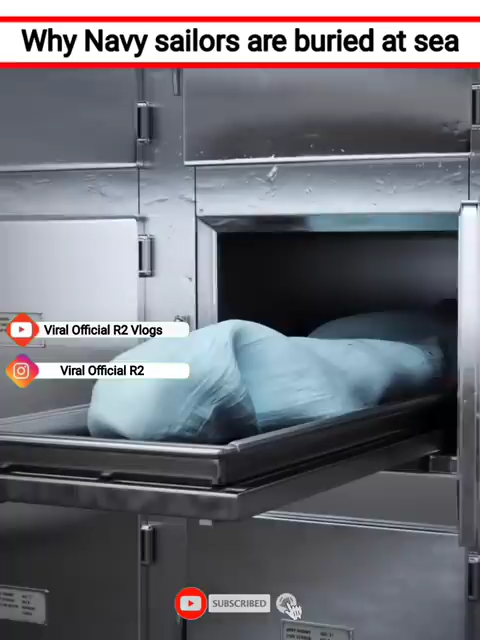 Why Navy sailors are buried at sea
Viral Official R2 Vlogs
Viral Official R2
SUBSCRIBED